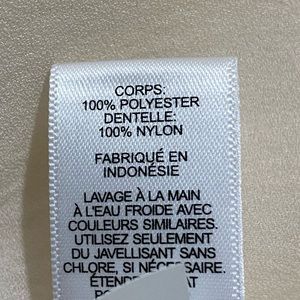 CORPS:
100% POLYESTER
DENTELLE:
100% NYLON
FABRIQUÉ EN
INDONÉSIE
LAVAGE À LA MAIN
À L'EAU FROIDE AVEC
COULEURS SIMILAIRES.
UTILISEZ SEULEMENT
DU JAVELLISANT SANS
CHLORE, SI NÉCESSAIRE.